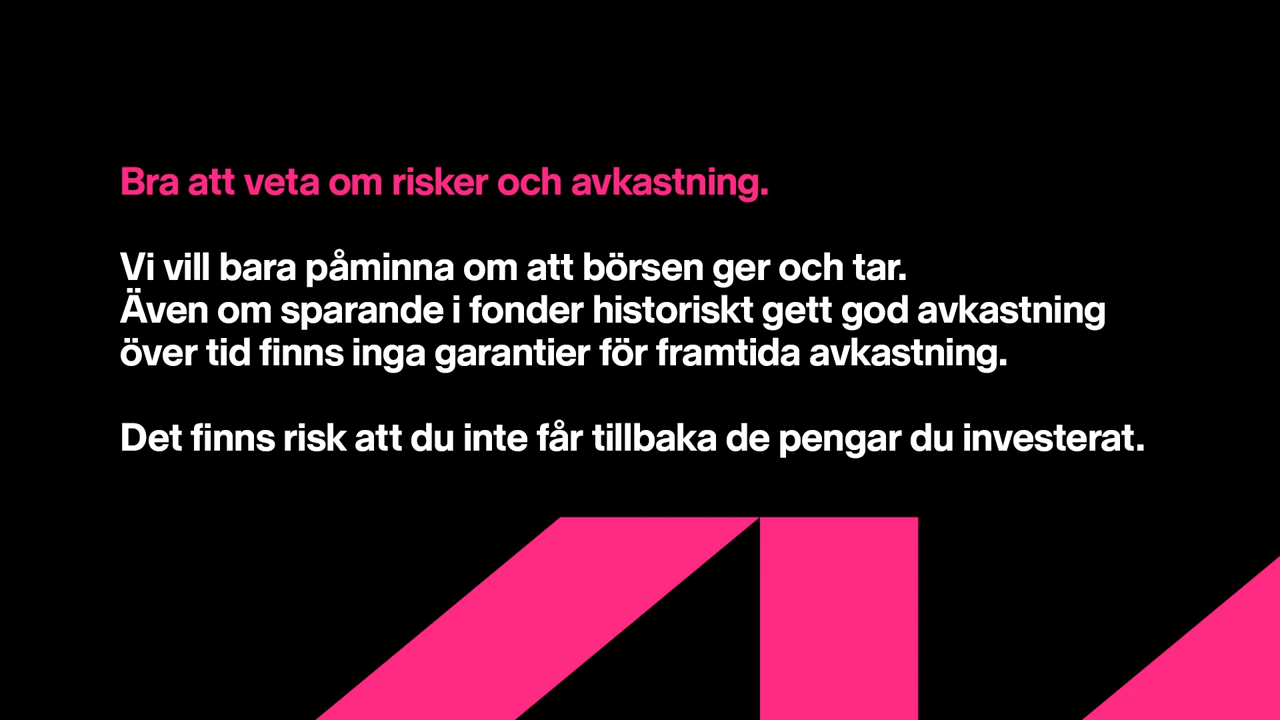 Bra att veta om risker och avkastning.
Vi vill bara påminna om att börsen ger och tar.
Även om sparande i fonder historiskt gett god avkastning
över tid finns inga garantier för framtida avkastning.
Det finns risk att du inte får tillbaka de pengar du investerat.